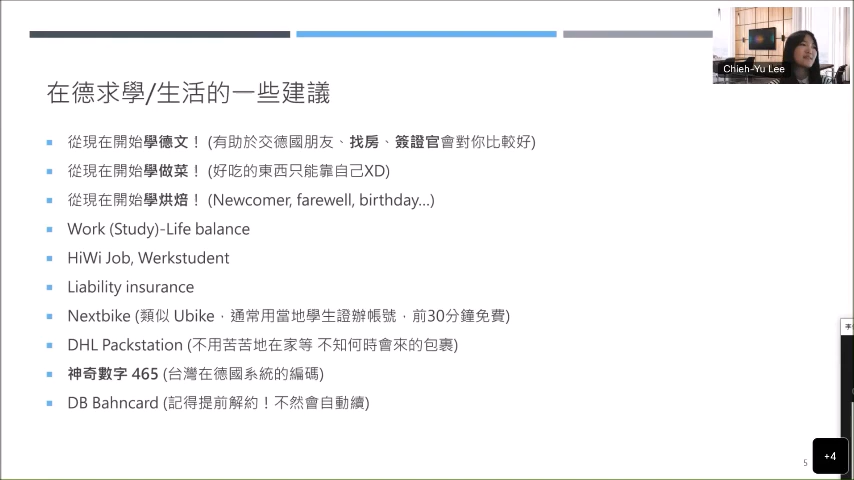 Chieh-Yu Lee
在德求學/生活的一些建議
從現在開始學德文！ (有助於交德國朋友、找房、簽證官會對你比較好)
從現在開始學做菜！ (好吃的東西只能靠自己XD)
從現在開始學烘焙！ (Newcomer, farewell, birthday...)
Work (Study)-Life balance
HiWi Job, Werkstudent
Liability insurance
Nextbike (類似 Ubike，通常用當地學生證辦帳號，前30分鐘免費)
DHL Packstation (不用苦苦地在家等 不知何時會來的包裹)
神奇數字 465 (台灣在德國系統的編碼)
DB Bahncard (記得提前解約！不然會自動續)
5
+4